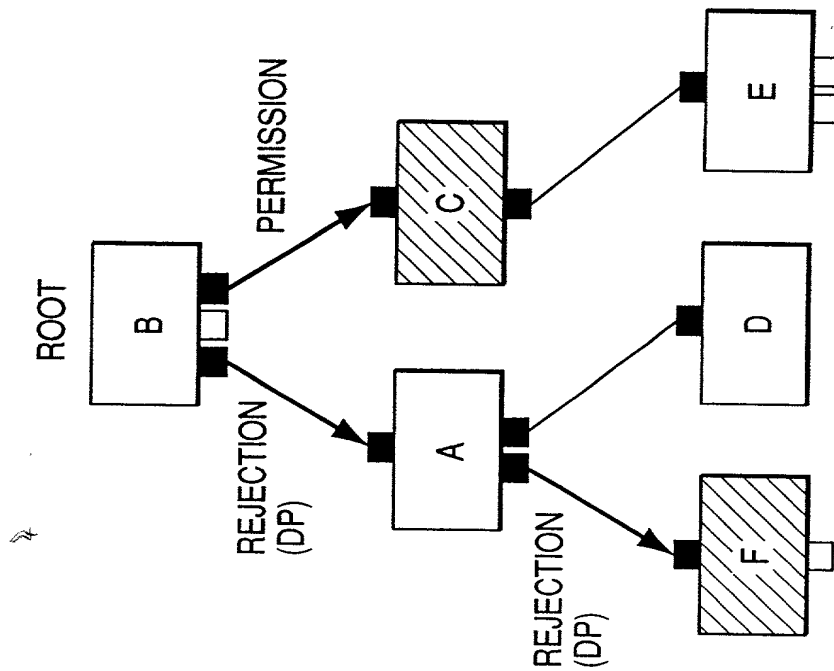 ROOT
B
REJECTION
(DP)
PERMISSION
A
C
REJECTION
(DP)
F
D
E